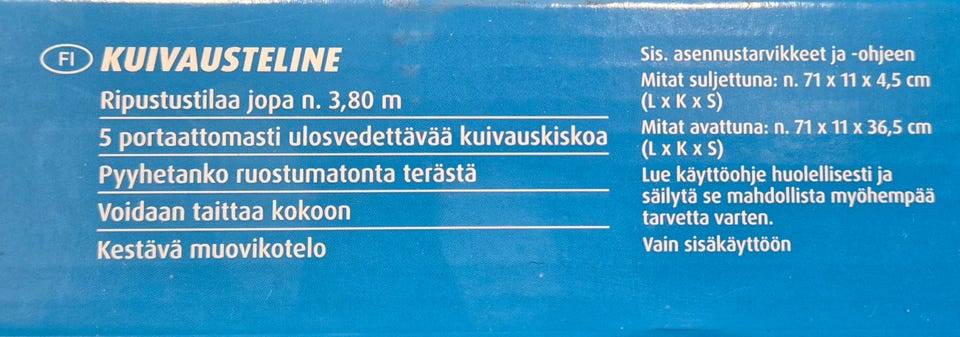 FI KUIVAUSTELINE
Ripustustilaa jopa n. 3,80 m
5 portaattomasti ulosvedettävää kuivauskiskoa
Pyyhetanko ruostumatonta terästä
Voidaan taittaa kokoon
Kestävä muovikotelo
Sis. asennustarvikkeet ja -ohjeen
Mitat suljettuna: n. 71 x 11 x 4,5 cm
(L x K x S)
Mitat avattuna: n. 71 x 11 x 36,5 cm
(L x K x S)
Lue käyttöohje huolellisesti ja
säilytä se mahdollista myöhempää
tarvetta varten.
Vain sisäkäyttöön